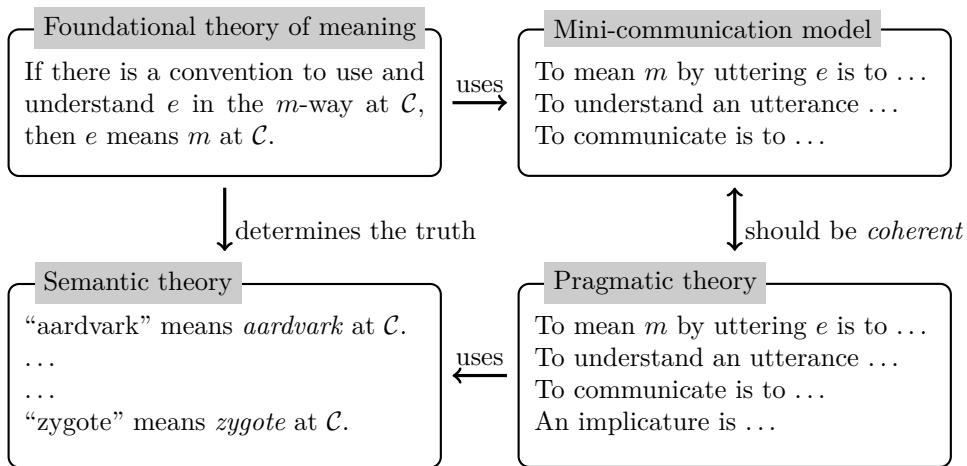 Foundational theory of meaning
If there is a convention to use and
understand e in the m-way at C,
then e means m at C.
uses
Mini-communication model
To mean m by uttering e is to ...
To understand an utterance ...
To communicate is to ...
determines the truth
should be coherent
Semantic theory
“aardvark” means aardvark at C.
...
...
“zygote” means zygote at C.
uses
Pragmatic theory
To mean m by uttering e is to ...
To understand an utterance ...
To communicate is to ...
An implicature is ...